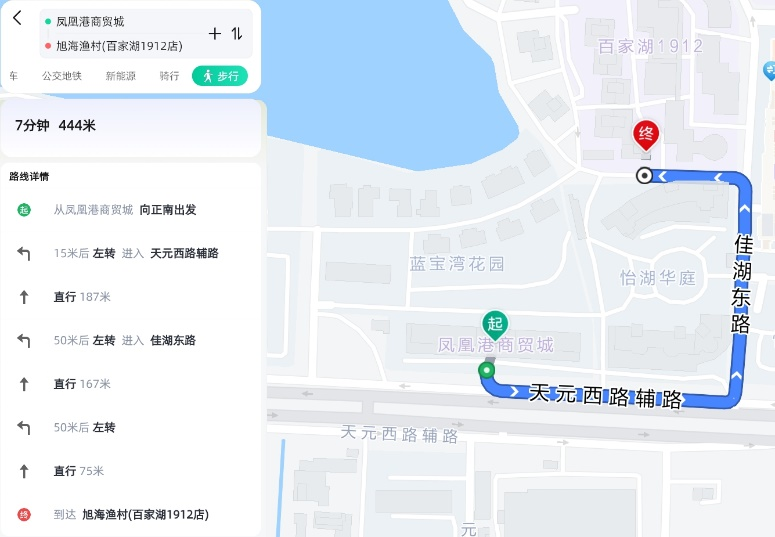 凤凰港商贸城
旭海渔村(百家湖1912店)
车 公交地铁 新能源 骑行 步行
7分钟 444米
路线详情
起 从凤凰港商贸城 向正南出发
15米后 左转 进入 天元西路辅路
直行 187米
50米后 左转 进入 佳湖东路
直行 167米
50米后 左转
直行 75米
终 到达 旭海渔村(百家湖1912店)
百家湖1912
终
佳湖东路
蓝宝湾花园
怡湖华庭
起
凤凰港商贸城
天元西路辅路
天元西路辅路
元